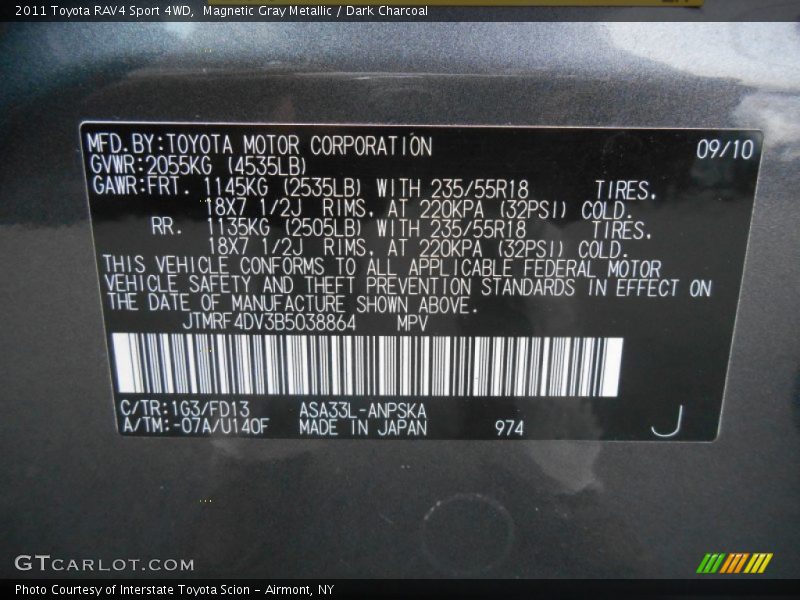 2011 Toyota RAV4 Sport 4WD,  Magnetic Gray Metallic / Dark Charcoal
MFD.BY:TOYOTA MOTOR CORPORATION 09/10
GVWR:2055KG (4535LB)
GAWR:FRT. 1145KG (2535LB) WITH 235/55R18 TIRES,
18X7 1/2J RIMS, AT 220KPA (32PSI) COLD.
RR. 1135KG (2505LB) WITH 235/55R18 TIRES,
18X7 1/2J RIMS, AT 220KPA (32PSI) COLD.
THIS VEHICLE CONFORMS TO ALL APPLICABLE FEDERAL MOTOR
VEHICLE SAFETY AND THEFT PREVENTION STANDARDS IN EFFECT ON
THE DATE OF MANUFACTURE SHOWN ABOVE.
JTMRF4DV3B5038864 MPV
C/TR:1G3/FD13 ASA33L-ANPSKA
A/TM:-07A/U140F MADE IN JAPAN 974 J
GTCARLOT.COM
Photo Courtesy of Interstate Toyota Scion - Airmont, NY